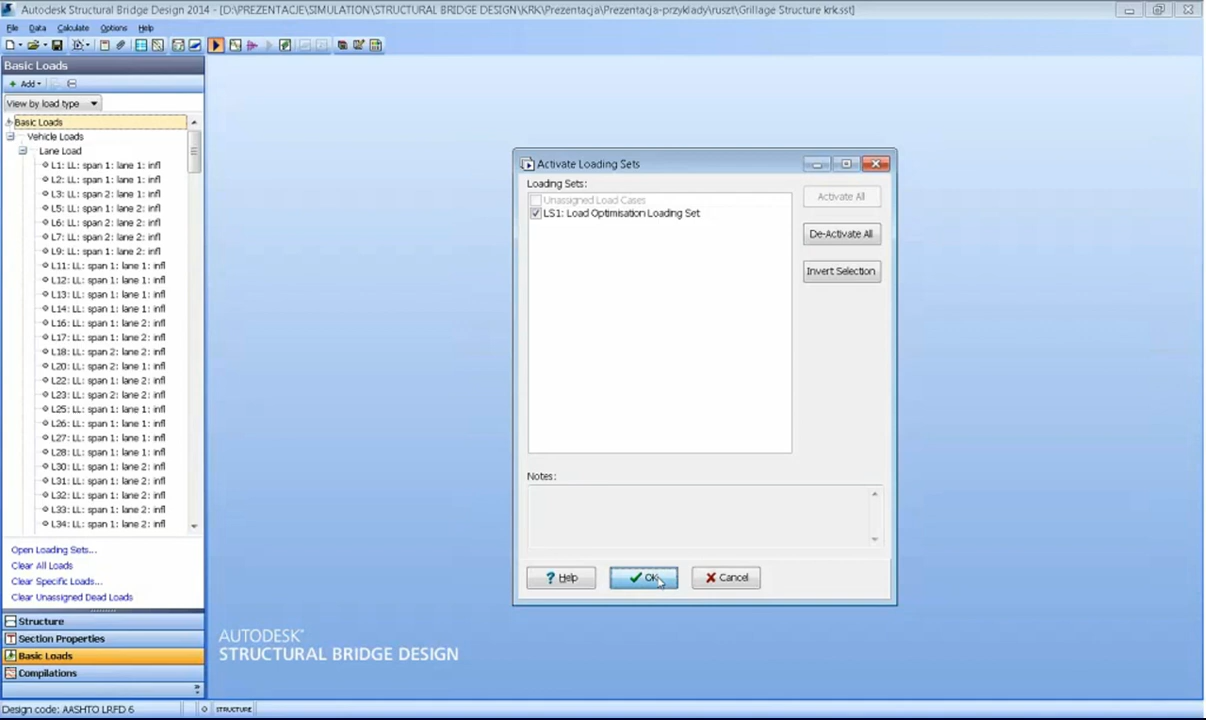 Autodesk Structural Bridge Design 2014 - [D:\PREZENTACJE\SIMULATION\STRUCTURAL BRIDGE DESIGN\KRK\Prezentacja\Prezentacja-przyklady\ruszt\Grillage Structure krk.sst]
File Data Calculate Options Help
Basic Loads
+ Add
View by load type
Basic Loads
Vehicle Loads
Lane Load
L1: LL: span 1: lane 1: infl
L2: LL: span 1: lane 1: infl
L3: LL: span 2: lane 1: infl
L5: LL: span 2: lane 2: infl
L6: LL: span 2: lane 2: infl
L7: LL: span 2: lane 2: infl
L9: LL: span 1: lane 2: infl
L11: LL: span 1: lane 1: infl
L12: LL: span 1: lane 1: infl
L13: LL: span 1: lane 1: infl
L14: LL: span 1: lane 1: infl
L16: LL: span 1: lane 2: infl
L17: LL: span 1: lane 2: infl
L18: LL: span 2: lane 2: infl
L20: LL: span 2: lane 1: infl
L22: LL: span 1: lane 2: infl
L23: LL: span 2: lane 2: infl
L25: LL: span 1: lane 1: infl
L26: LL: span 1: lane 1: infl
L27: LL: span 1: lane 1: infl
L28: LL: span 1: lane 1: infl
L30: LL: span 1: lane 2: infl
L31: LL: span 1: lane 2: infl
L32: LL: span 1: lane 2: infl
L33: LL: span 1: lane 2: infl
L34: LL: span 1: lane 2: infl
Open Loading Sets...
Clear All Loads
Clear Specific Loads...
Clear Unassigned Dead Loads
Structure
Section Properties
Basic Loads
Compilations
Design code: AASHTO LRFD 6
STRUCTURE
AUTODESK®
STRUCTURAL BRIDGE DESIGN
Activate Loading Sets
Loading Sets:
Unassigned Load Cases
LS1: Load Optimisation Loading Set
Activate All
De-Activate All
Invert Selection
Notes:
? Help
OK
Cancel